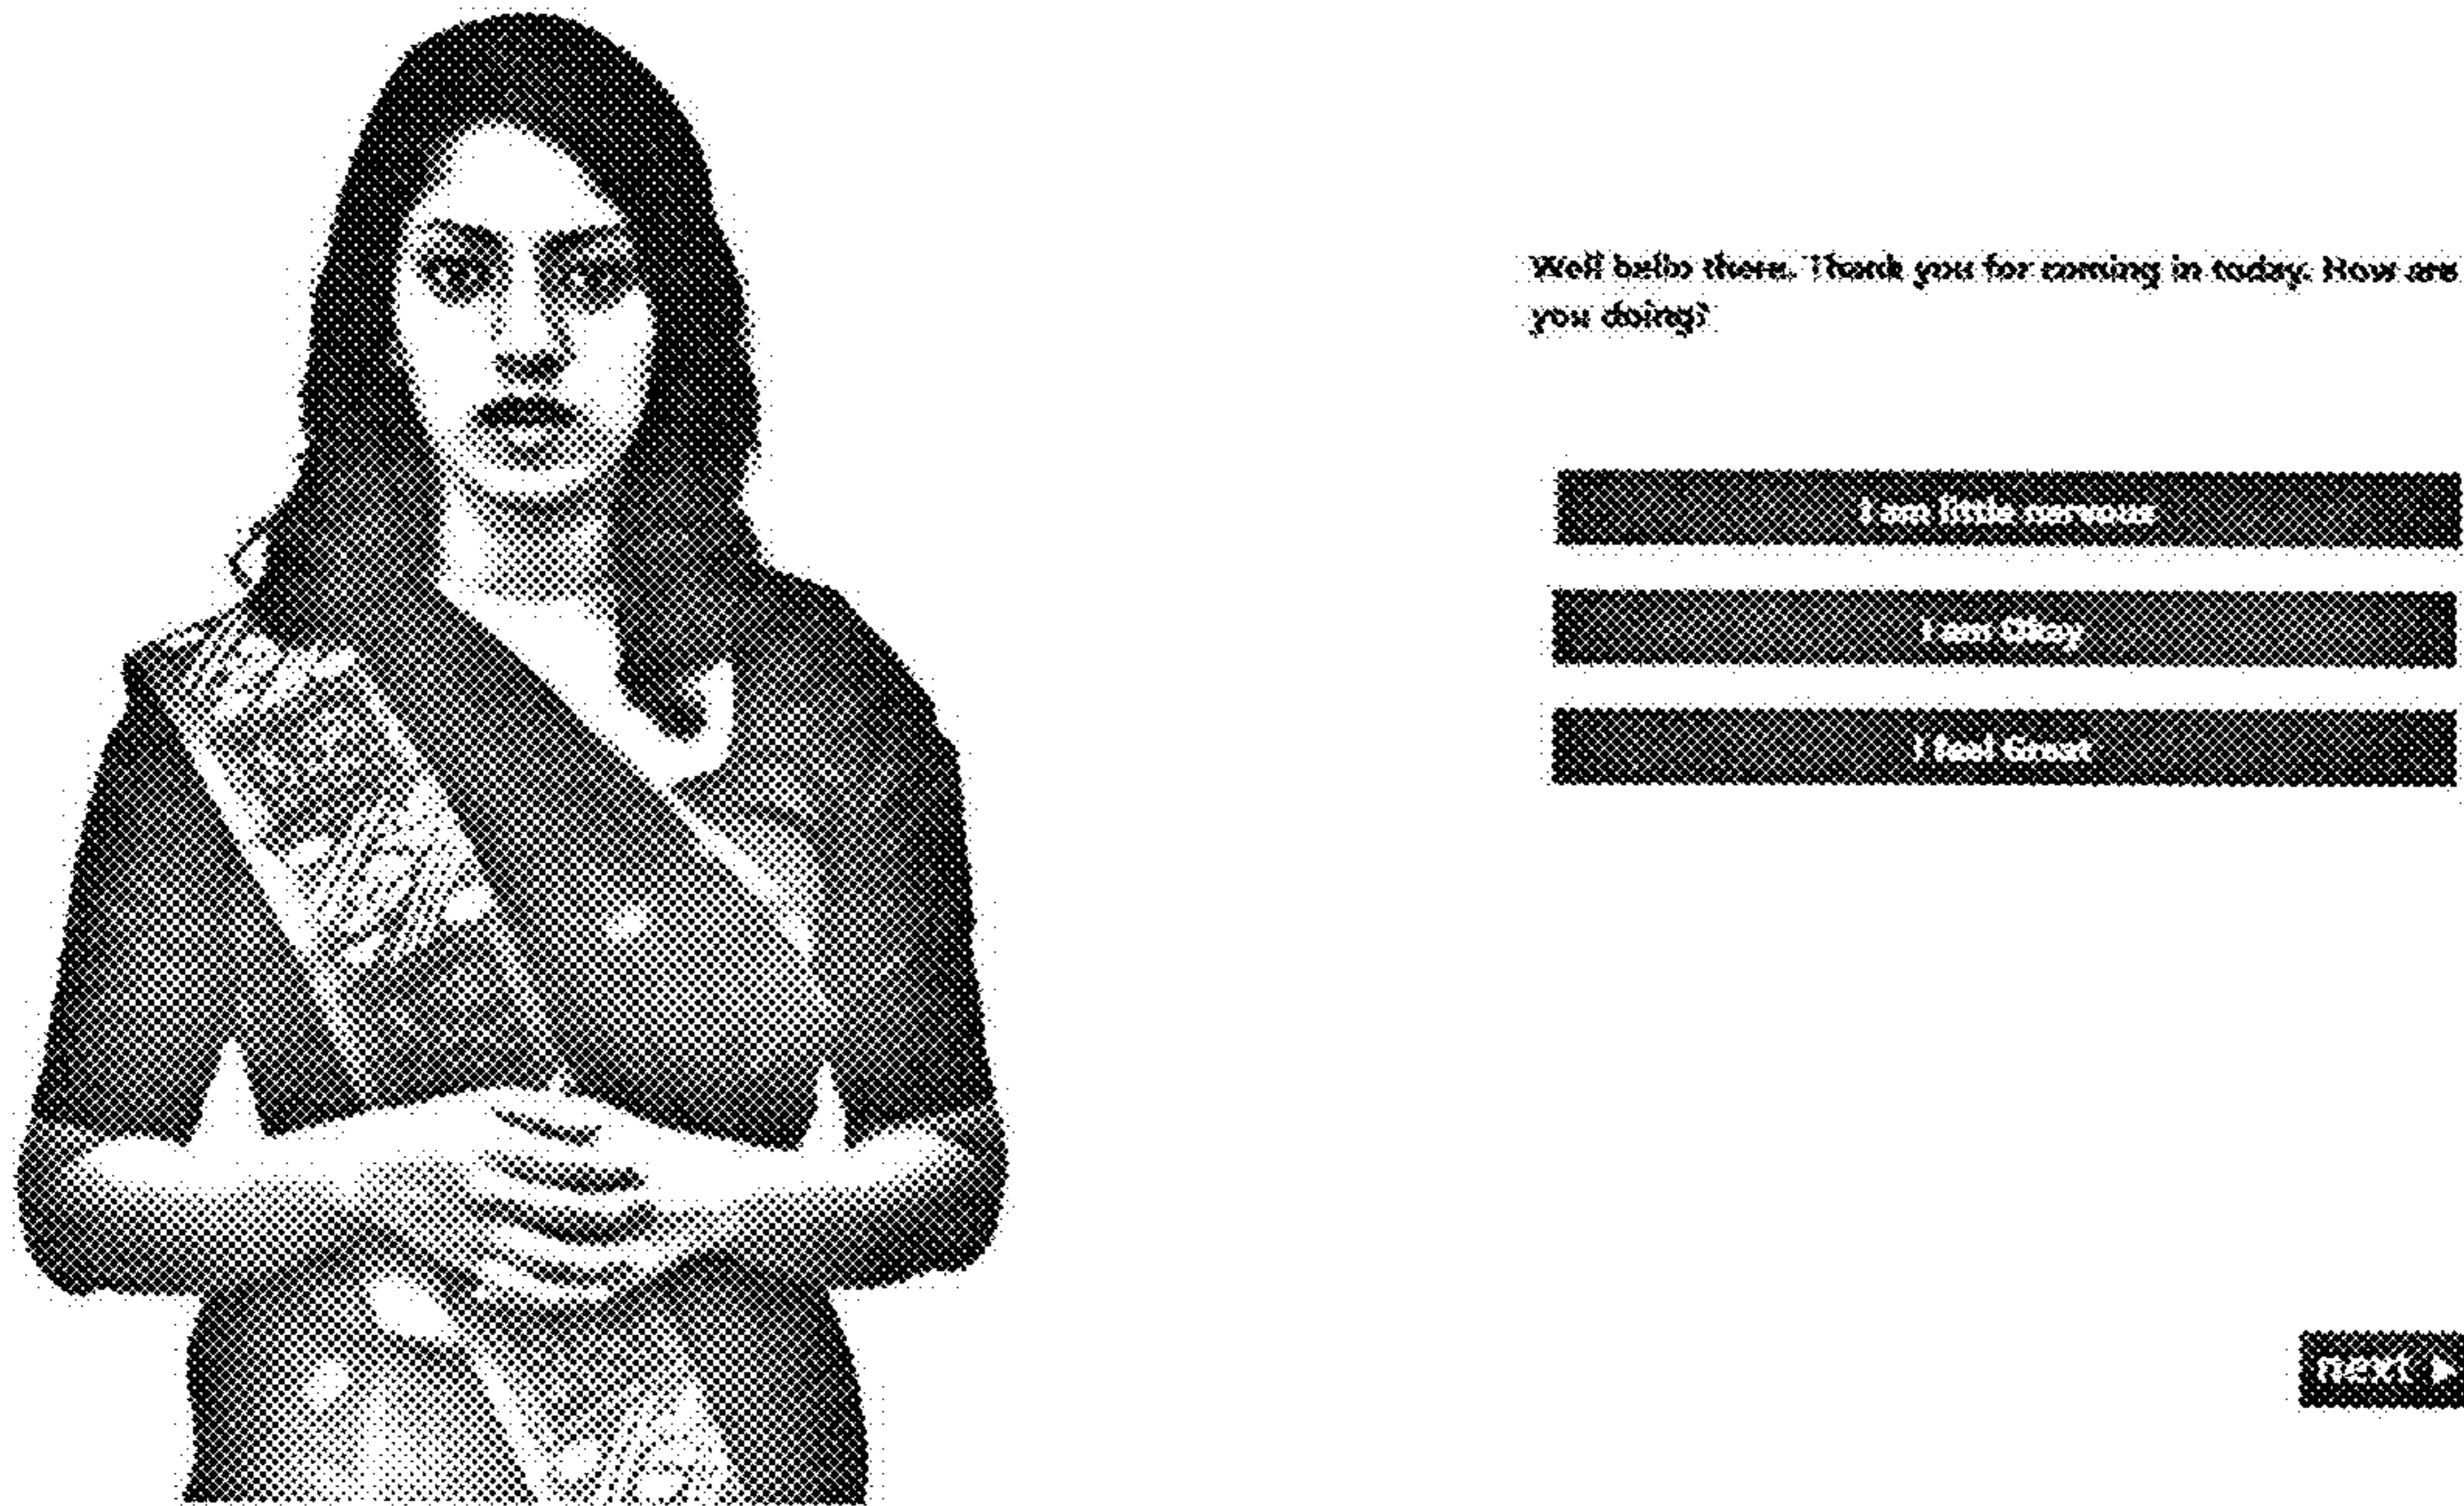 Well hello there. Thank you for coming in today. How are
you doing?
I am little nervous
I am Okay
I feel Great
next